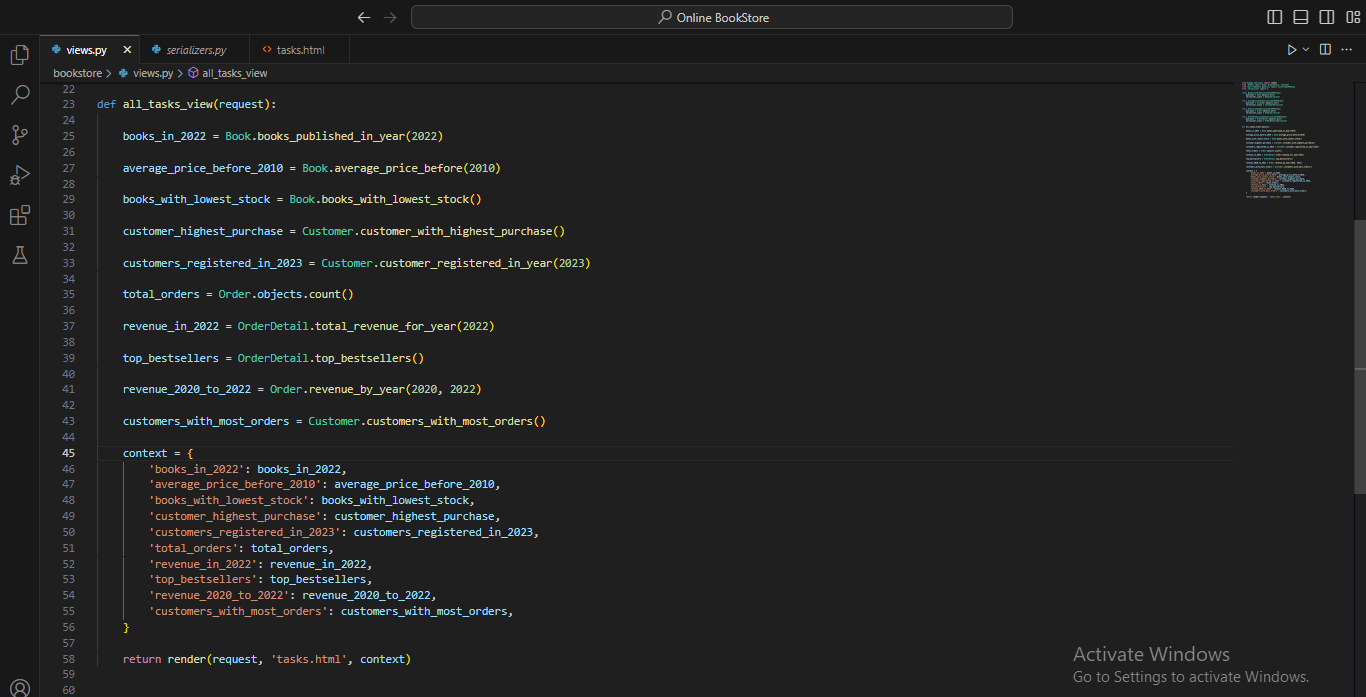 Online BookStore
views.py
serializers.py
tasks.html
bookstore > views.py > all_tasks_view
22
23 def all_tasks_view(request):
24
25 books_in_2022 = Book.books_published_in_year(2022)
26
27 average_price_before_2010 = Book.average_price_before(2010)
28
29 books_with_lowest_stock = Book.books_with_lowest_stock()
30
31 customer_highest_purchase = Customer.customer_with_highest_purchase()
32
33 customers_registered_in_2023 = Customer.customer_registered_in_year(2023)
34
35 total_orders = Order.objects.count()
36
37 revenue_in_2022 = OrderDetail.total_revenue_for_year(2022)
38
39 top_bestsellers = OrderDetail.top_bestsellers()
40
41 revenue_2020_to_2022 = Order.revenue_by_year(2020, 2022)
42
43 customers_with_most_orders = Customer.customers_with_most_orders()
44
45 context = {
46 'books_in_2022': books_in_2022,
47 'average_price_before_2010': average_price_before_2010,
48 'books_with_lowest_stock': books_with_lowest_stock,
49 'customer_highest_purchase': customer_highest_purchase,
50 'customers_registered_in_2023': customers_registered_in_2023,
51 'total_orders': total_orders,
52 'revenue_in_2022': revenue_in_2022,
53 'top_bestsellers': top_bestsellers,
54 'revenue_2020_to_2022': revenue_2020_to_2022,
55 'customers_with_most_orders': customers_with_most_orders,
56 }
57
58 return render(request, 'tasks.html', context)
59
60
Activate Windows
Go to Settings to activate Windows.